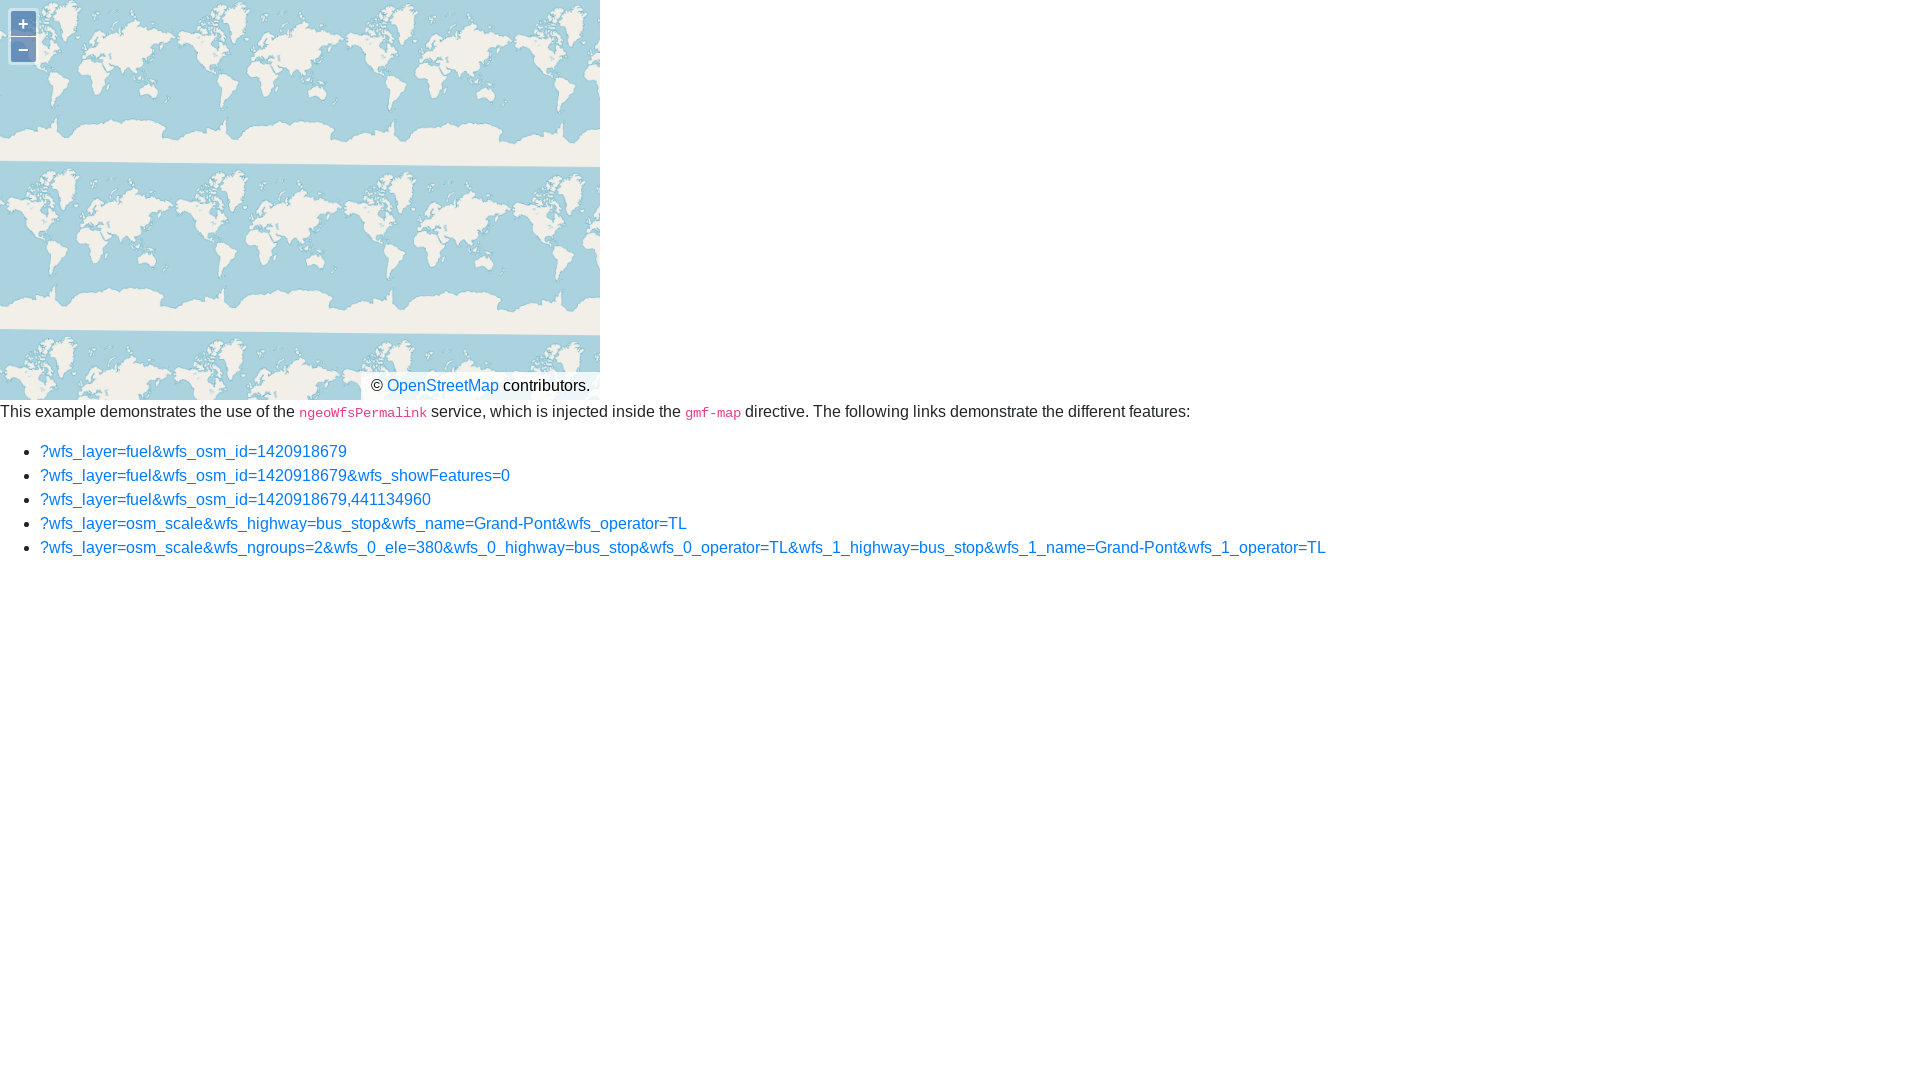 +
−
© OpenStreetMap contributors.
This example demonstrates the use of the ngeoWfsPermalink service, which is injected inside the gmf-map directive. The following links demonstrate the different features:
?wfs_layer=fuel&wfs_osm_id=1420918679
?wfs_layer=fuel&wfs_osm_id=1420918679&wfs_showFeatures=0
?wfs_layer=fuel&wfs_osm_id=1420918679,441134960
?wfs_layer=osm_scale&wfs_highway=bus_stop&wfs_name=Grand-Pont&wfs_operator=TL
?wfs_layer=osm_scale&wfs_ngroups=2&wfs_0_ele=380&wfs_0_highway=bus_stop&wfs_0_operator=TL&wfs_1_highway=bus_stop&wfs_1_name=Grand-Pont&wfs_1_operator=TL